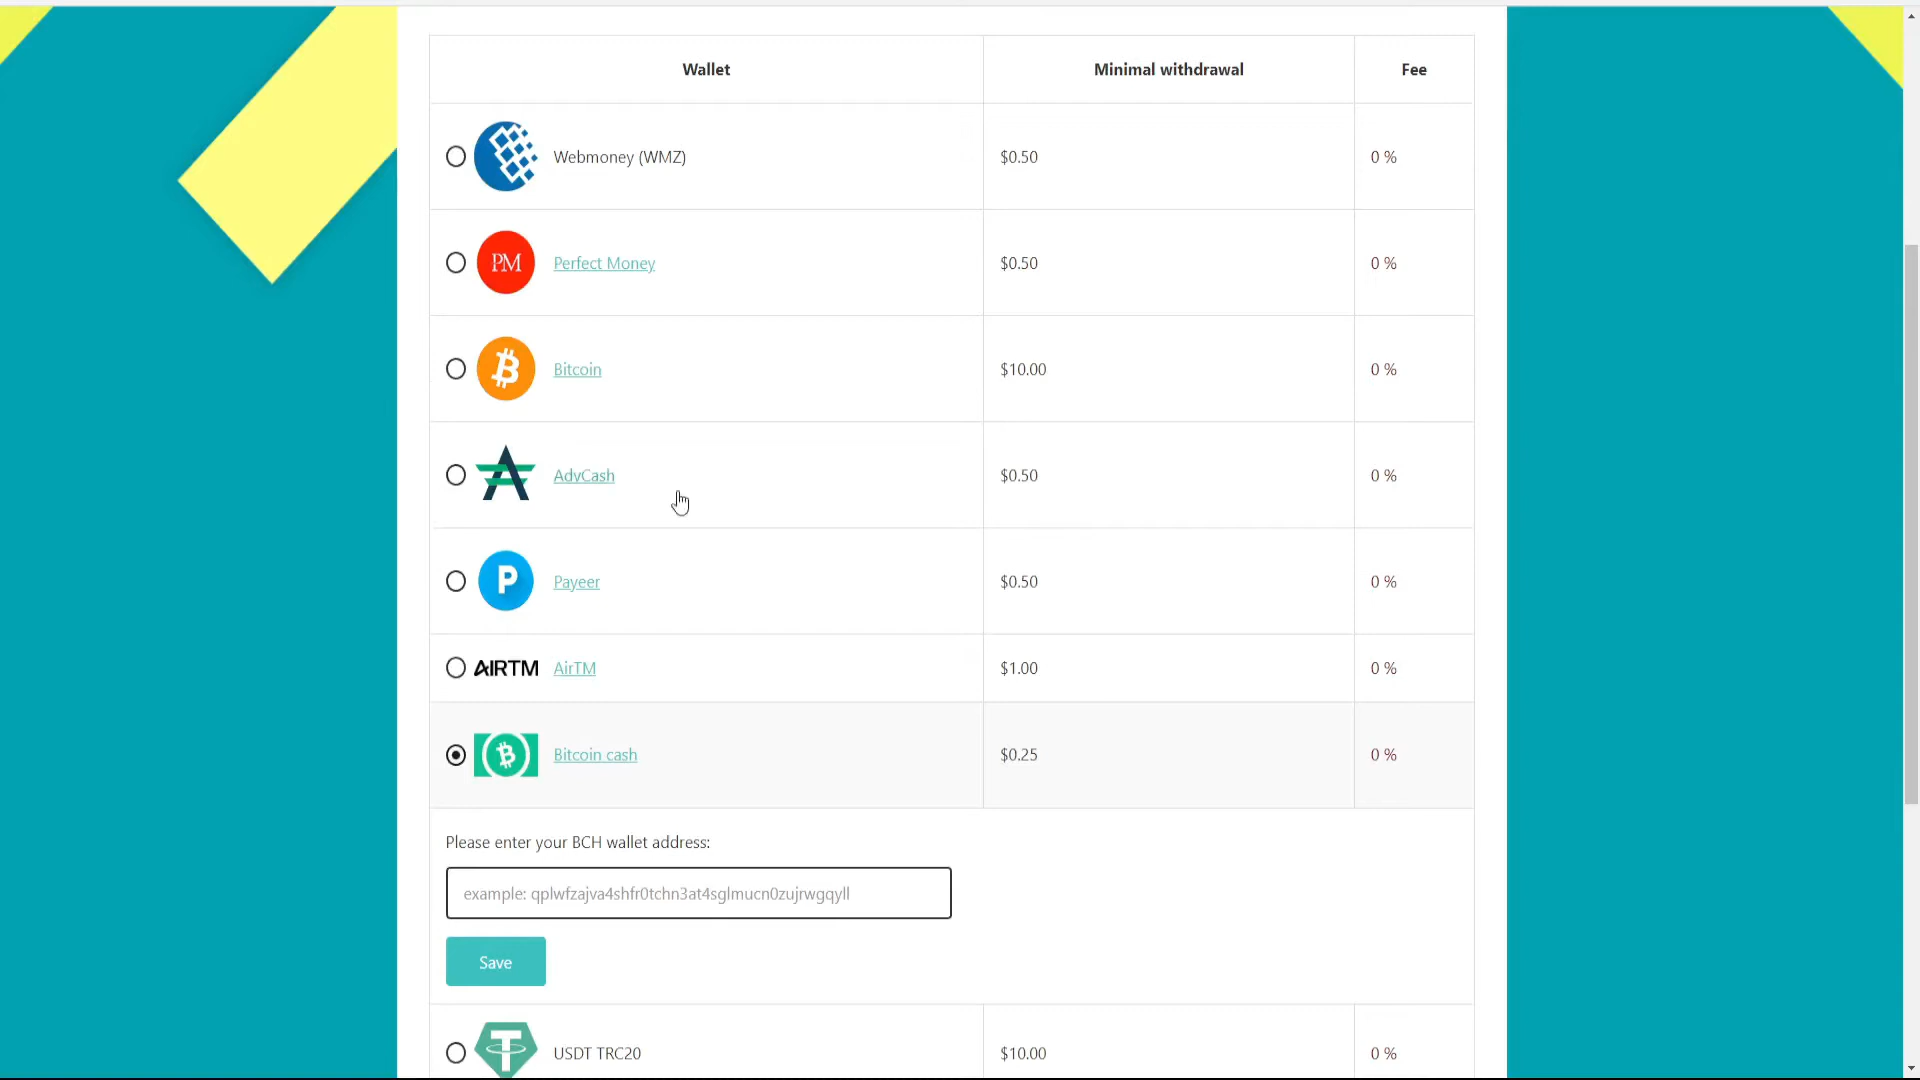 Wallet Minimal withdrawal Fee
Webmoney (WMZ) $0.50 0 %
PM Perfect Money $0.50 0 %
Bitcoin $10.00 0 %
AdvCash $0.50 0 %
P Payeer $0.50 0 %
AIRTM AirTM $1.00 0 %
Bitcoin cash $0.25 0 %
Please enter your BCH wallet address:
example: qplwfzajva4shfr0tchn3at4sglmucn0zujrwgqyll
Save
USDT TRC20 $10.00 0 %